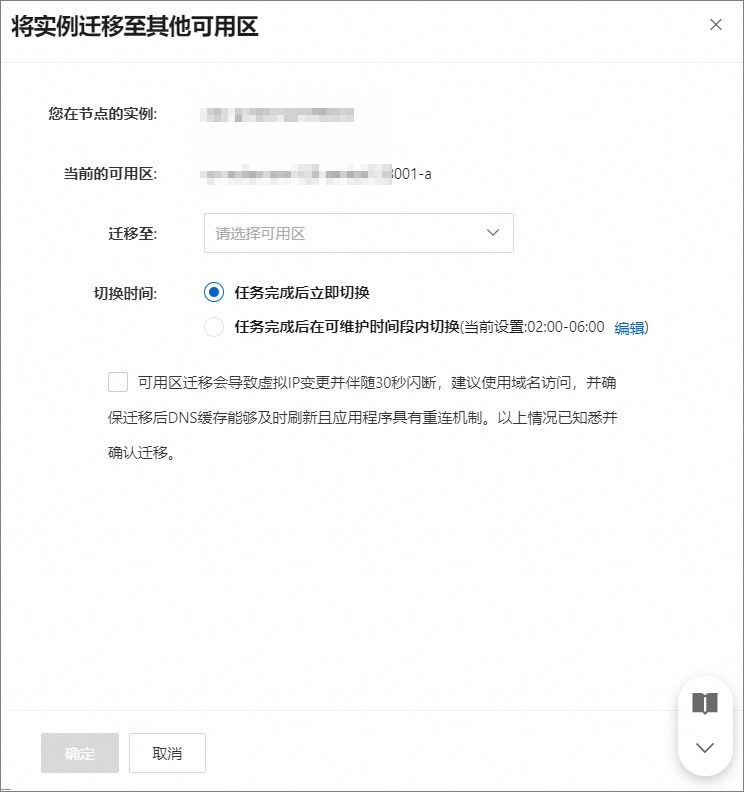 将实例迁移至其他可用区
您在节点的实例:
当前的可用区: 001-a
迁移至: 请选择可用区
切换时间: 任务完成后立即切换
任务完成后在可维护时间段内切换(当前设置:02:00-06:00 编辑)
可用区迁移会导致虚拟IP变更并伴随30秒闪断，建议使用域名访问，并确
保迁移后DNS缓存能够及时刷新且应用程序具有重连机制。以上情况已知悉并
确认迁移。
确定 取消